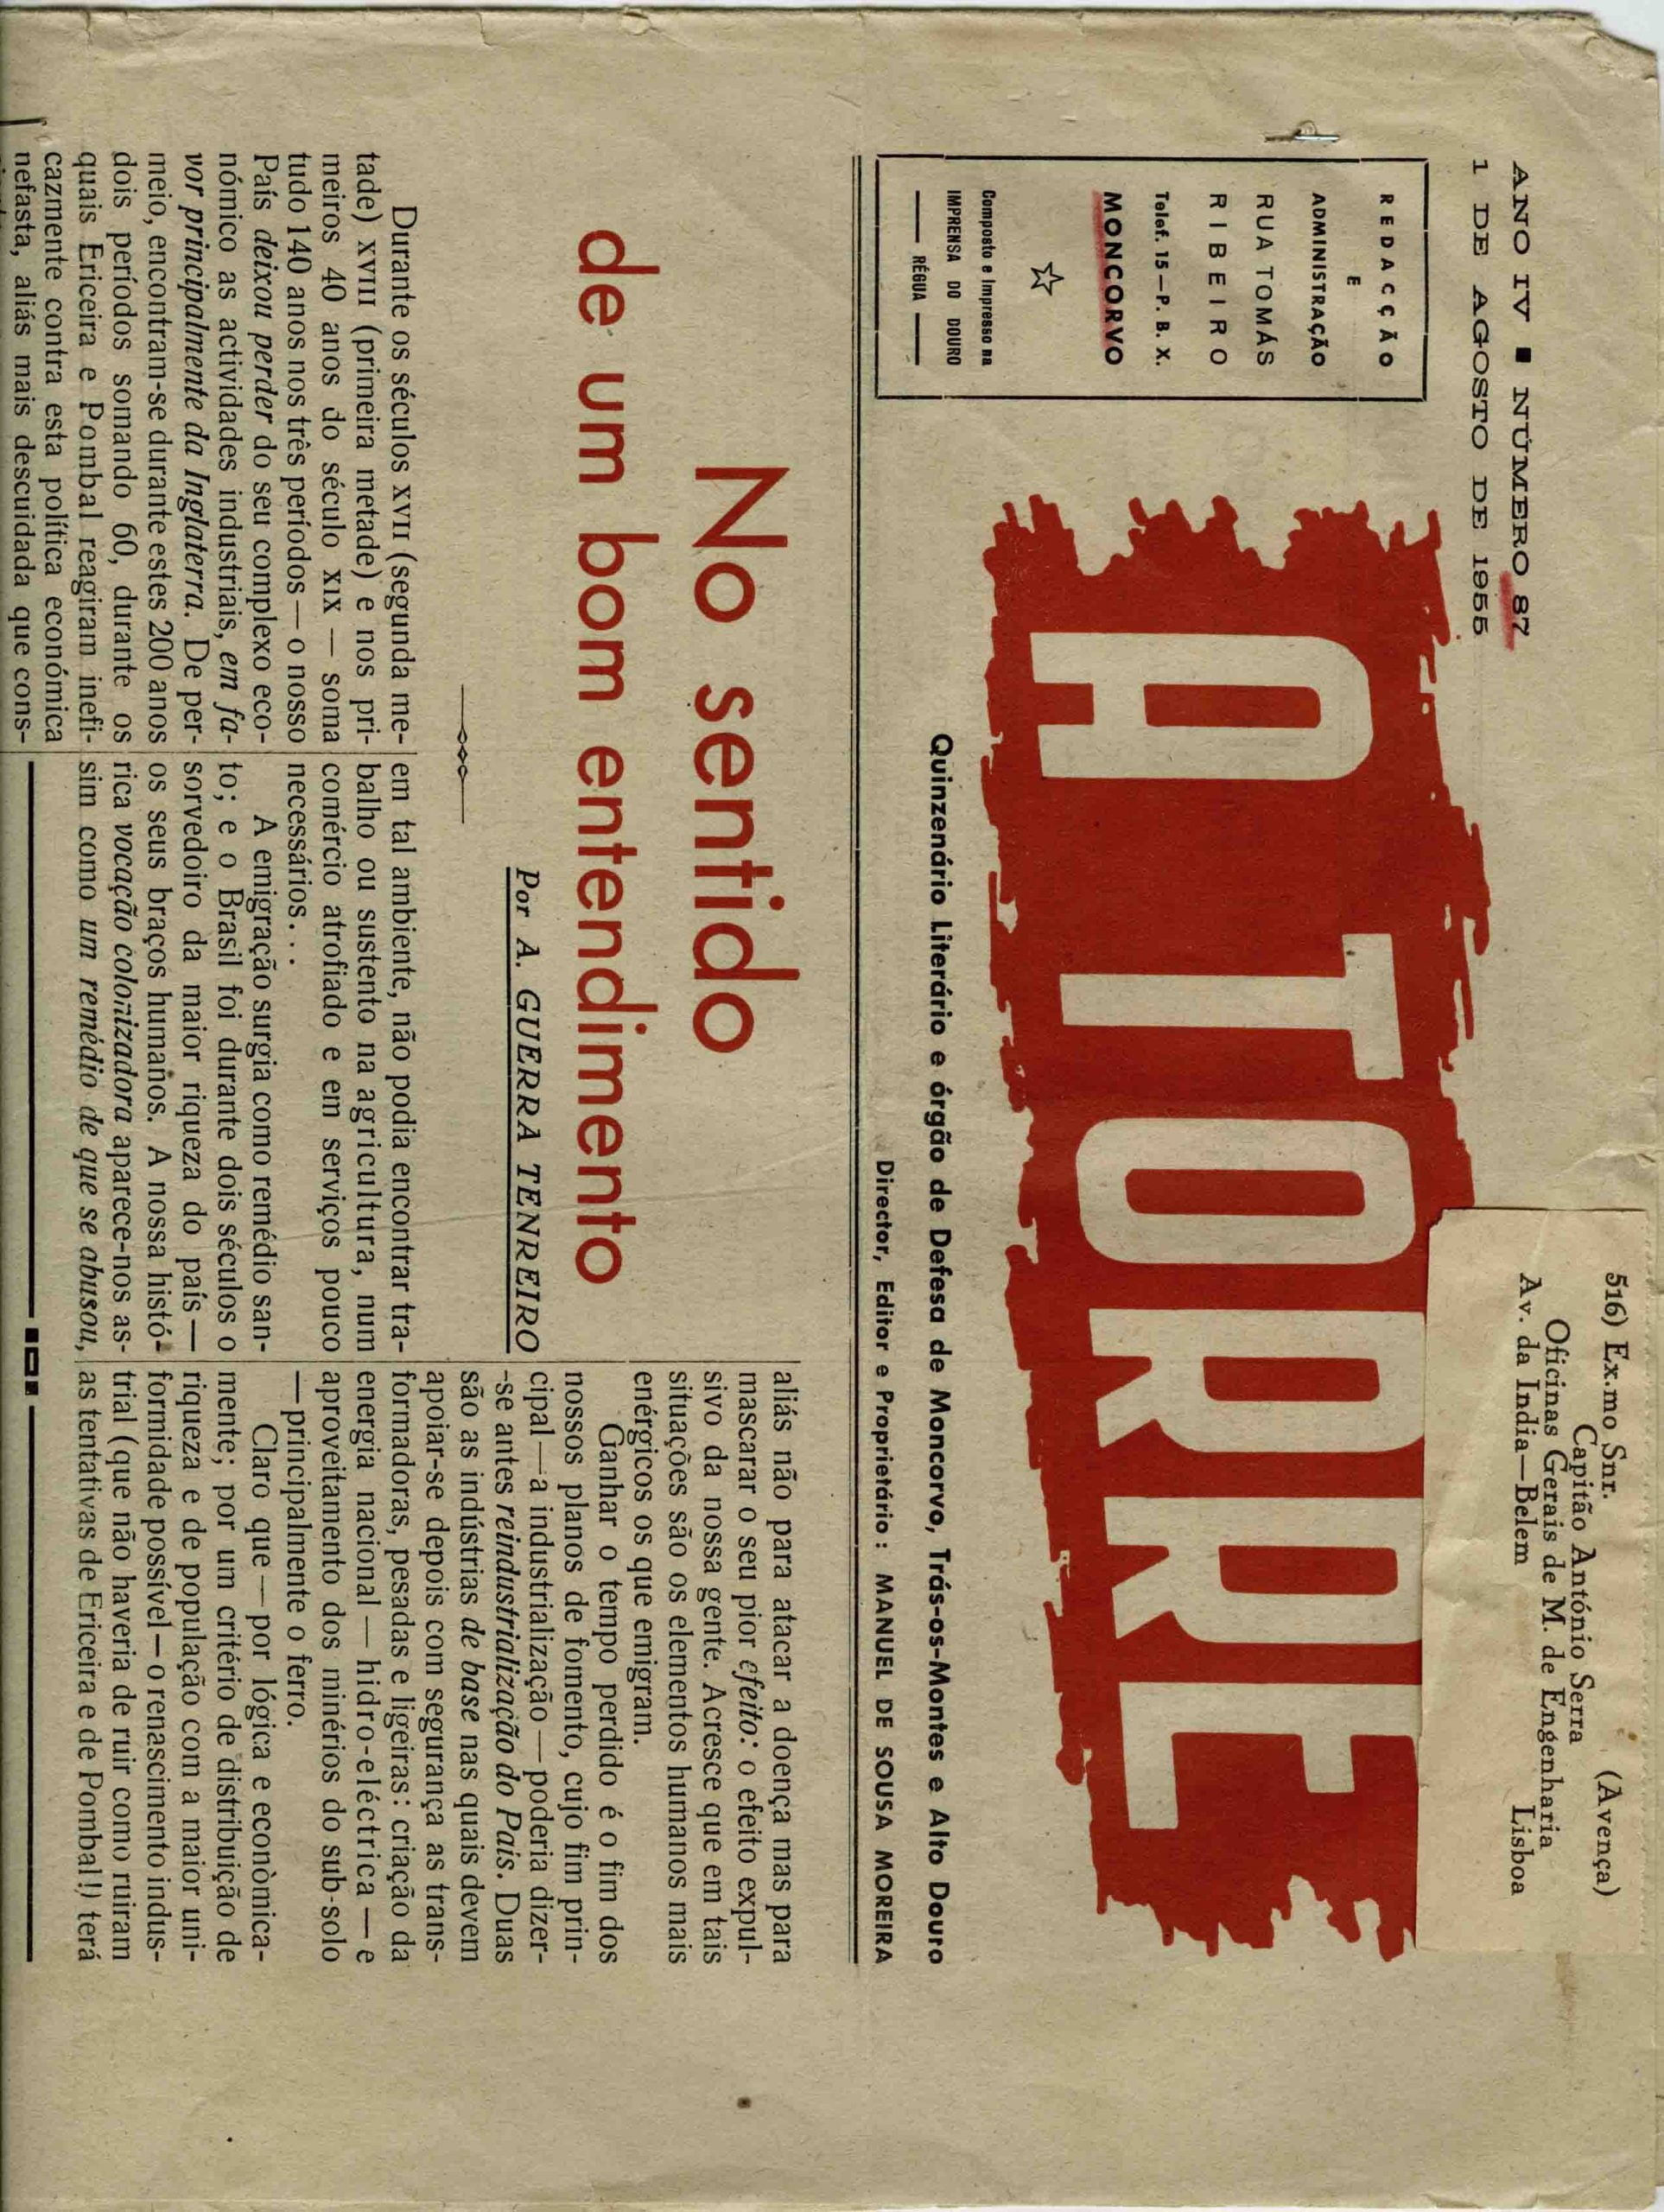 ANO IV ■ NÚMERO 87
1 DE AGOSTO DE 1955
516) Ex.mo Snr. (Avença)
Capitão António Serra
Oficinas Gerais de M. de Engenharia
Av. da India—Belem Lisboa
REDACÇÃO
E
ADMINISTRAÇÃO
RUA TOMÁS
RIBEIRO
Telef. 15—P. B. X.
MONCORVO
Composto e Impresso na
IMPRENSA DO DOURO
RÉGUA
A TORRE
Quinzenário Literário e órgão de Defesa de Moncorvo, Trás-os-Montes e Alto Douro
Director, Editor e Proprietário: MANUEL DE SOUSA MOREIRA
No sentido
de um bom entendimento
Por A. GUERRA TENREIRO
Durante os séculos XVII (segunda me-
tade) XVIII (primeira metade) e nos pri-
meiros 40 anos do século XIX — soma
tudo 140 anos nos três períodos — o nosso
País deixou perder do seu complexo eco-
nómico as actividades industriais, em fa-
vor principalmente da Inglaterra. De per-
meio, encontram-se durante estes 200 anos
dois períodos somando 60, durante os
quais Ericeira e Pombal reagiram inefi-
cazmente contra esta política económica
nefasta, aliás mais descuidada que cons-
em tal ambiente, não podia encontrar tra-
balho ou sustento na agricultura, num
comércio atrofiado e em serviços pouco
necessários...
A emigração surgia como remédio san-
to; e o Brasil foi durante dois séculos o
sorvedoiro da maior riqueza do país —
os seus braços humanos. A nossa histó-
rica vocação colonizadora aparece-nos as-
sim como um remédio de que se abusou,
aliás não para atacar a doença mas para
mascarar o seu pior efeito: o efeito expul-
sivo da nossa gente. Acresce que em tais
situações são os elementos humanos mais
enérgicos os que emigram.
Ganhar o tempo perdido é o fim dos
nossos planos de fomento, cujo fim prin-
cipal—a industrialização—poderia dizer-
-se antes reindustrialização do País. Duas
são as indústrias de base nas quais devem
apoiar-se depois com segurança as trans-
formadoras, pesadas e ligeiras: criação da
energia nacional — hidro-eléctrica — e
aproveitamento dos minérios do sub-solo
—principalmente o ferro.
Claro que — por lógica e econòmica-
mente; por um critério de distribuição de
riqueza e de população com a maior uni-
formidade possível—o renascimento indus-
trial (que não haveria de ruir como ruiram
as tentativas de Ericeira e de Pombal!) terá